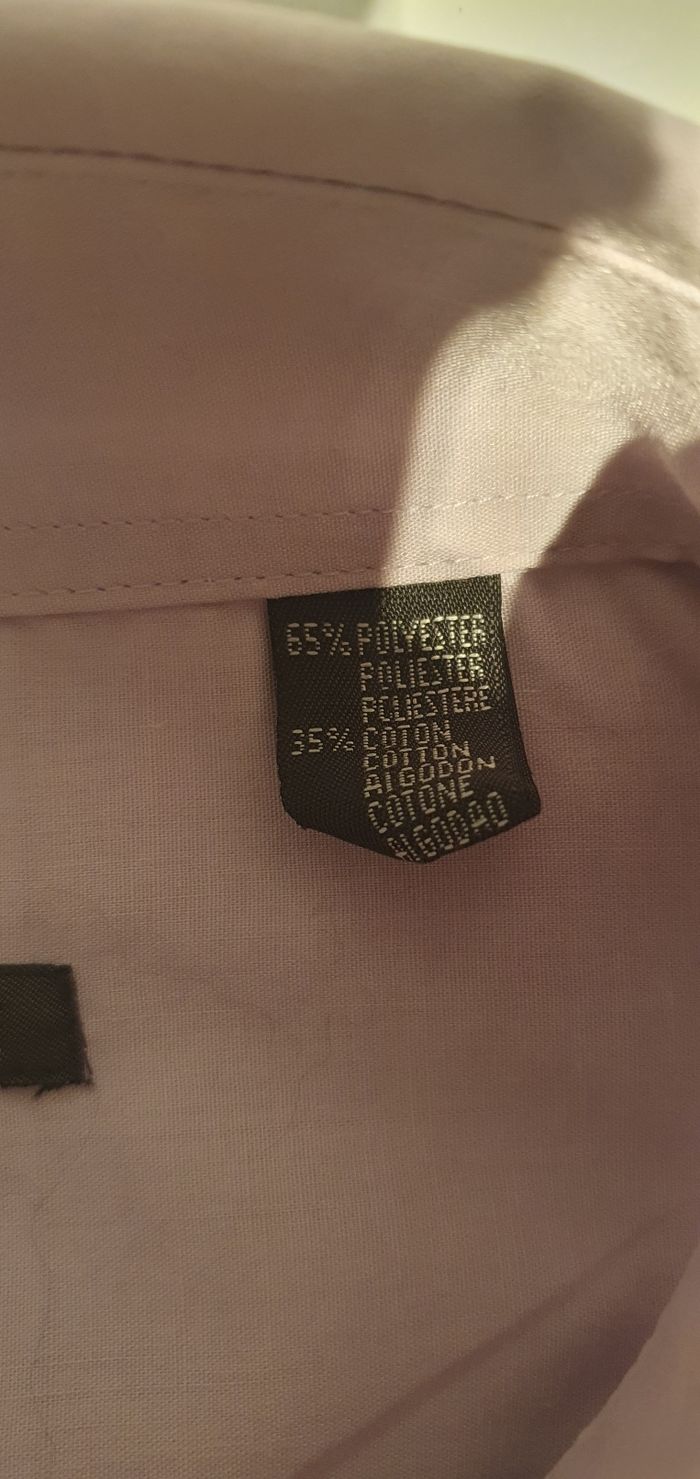 65% POLYESTER
POLIESTER
POLIESTERE
35% COTON
COTTON
ALGODON
COTONE
ALGODAO